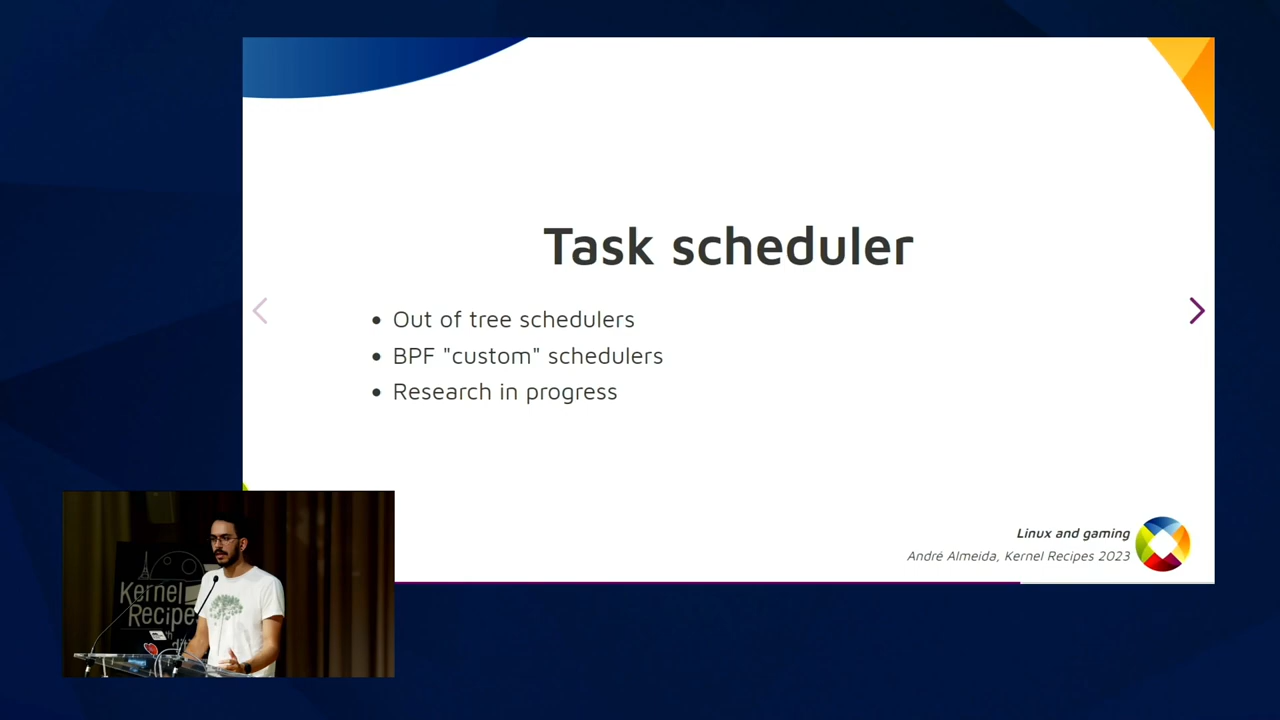 Task scheduler
• Out of tree schedulers
• BPF "custom" schedulers
• Research in progress
Linux and gaming
André Almeida, Kernel Recipes 2023
Kernel
Recipes